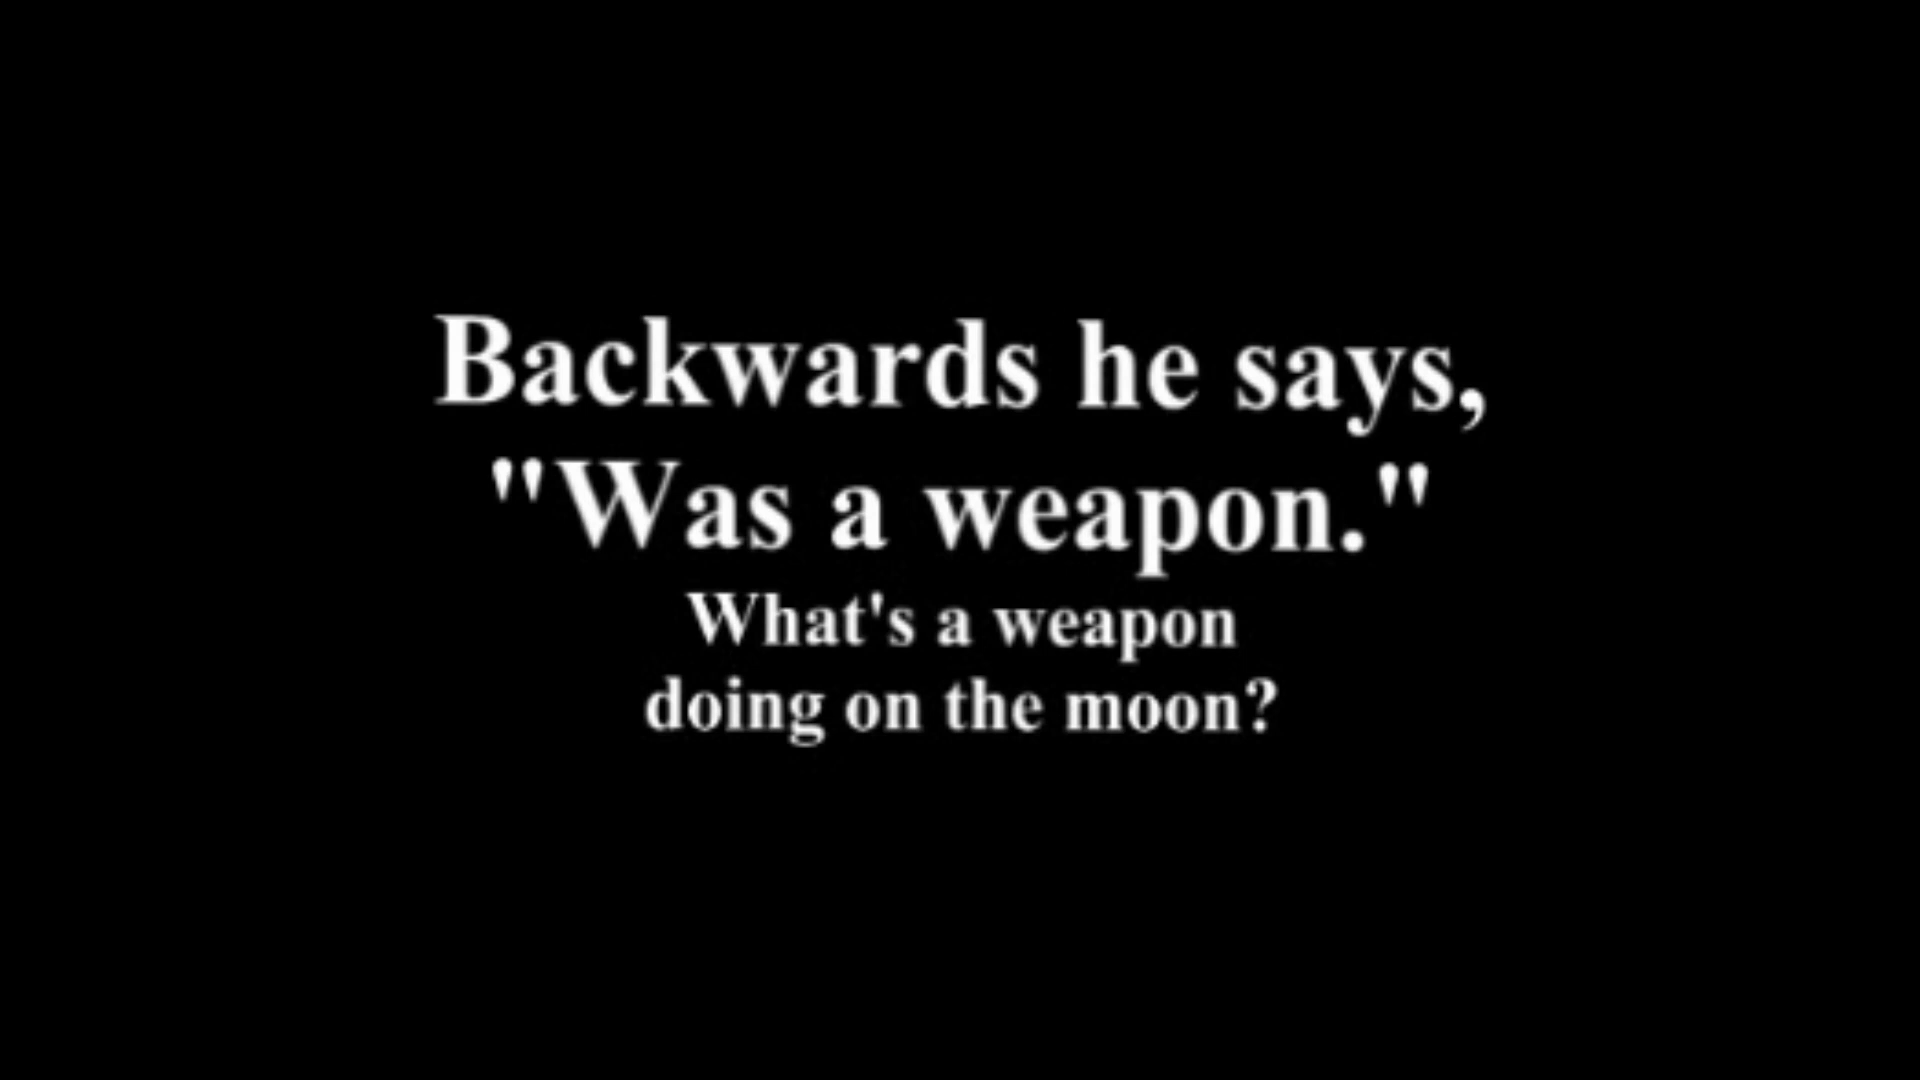 Backwards he says,
"Was a weapon."
What's a weapon
doing on the moon?